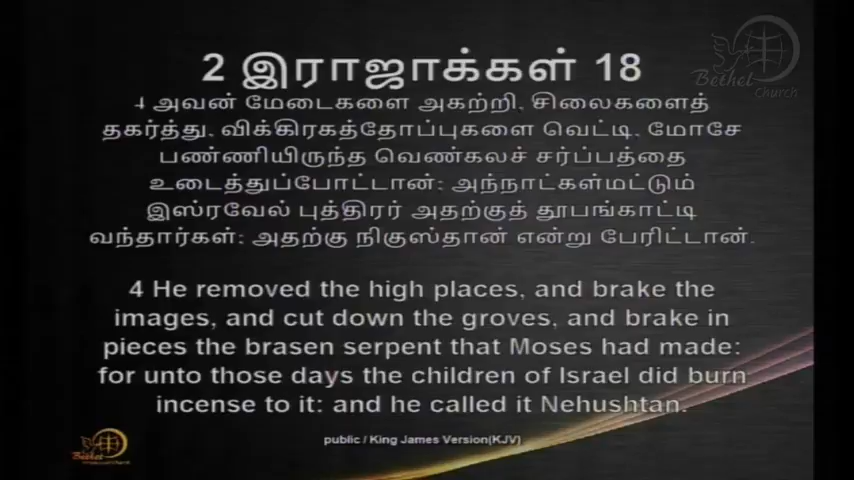 2 இராஜாக்கள் 18
Bethel
Church
4 அவன் மேடைகளை அகற்றி, சிலைகளைத்
தகர்த்து, விக்கிரகத்தோப்புகளை வெட்டி, மோசே
பண்ணியிருந்த வெண்கலச் சர்ப்பத்தை
உடைத்துப்போட்டான்; அந்நாட்கள்மட்டும்
இஸ்ரவேல் புத்திரர் அதற்குத் தூபங்காட்டி
வந்தார்கள்; அதற்கு நிகுஸ்தான் என்று பேரிட்டான்.
4 He removed the high places, and brake the
images, and cut down the groves, and brake in
pieces the brasen serpent that Moses had made:
for unto those days the children of Israel did burn
incense to it: and he called it Nehushtan.
public / King James Version(KJV)
Bethel